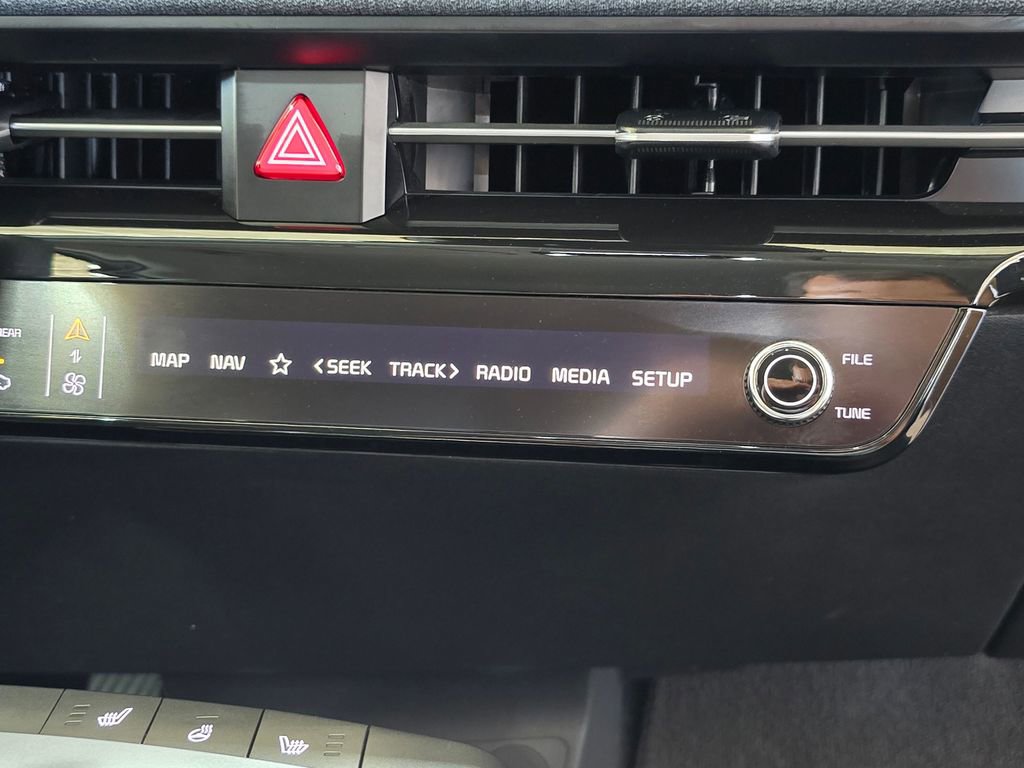 MAP NAV <SEEK TRACK> RADIO MEDIA SETUP
FILE
TUNE